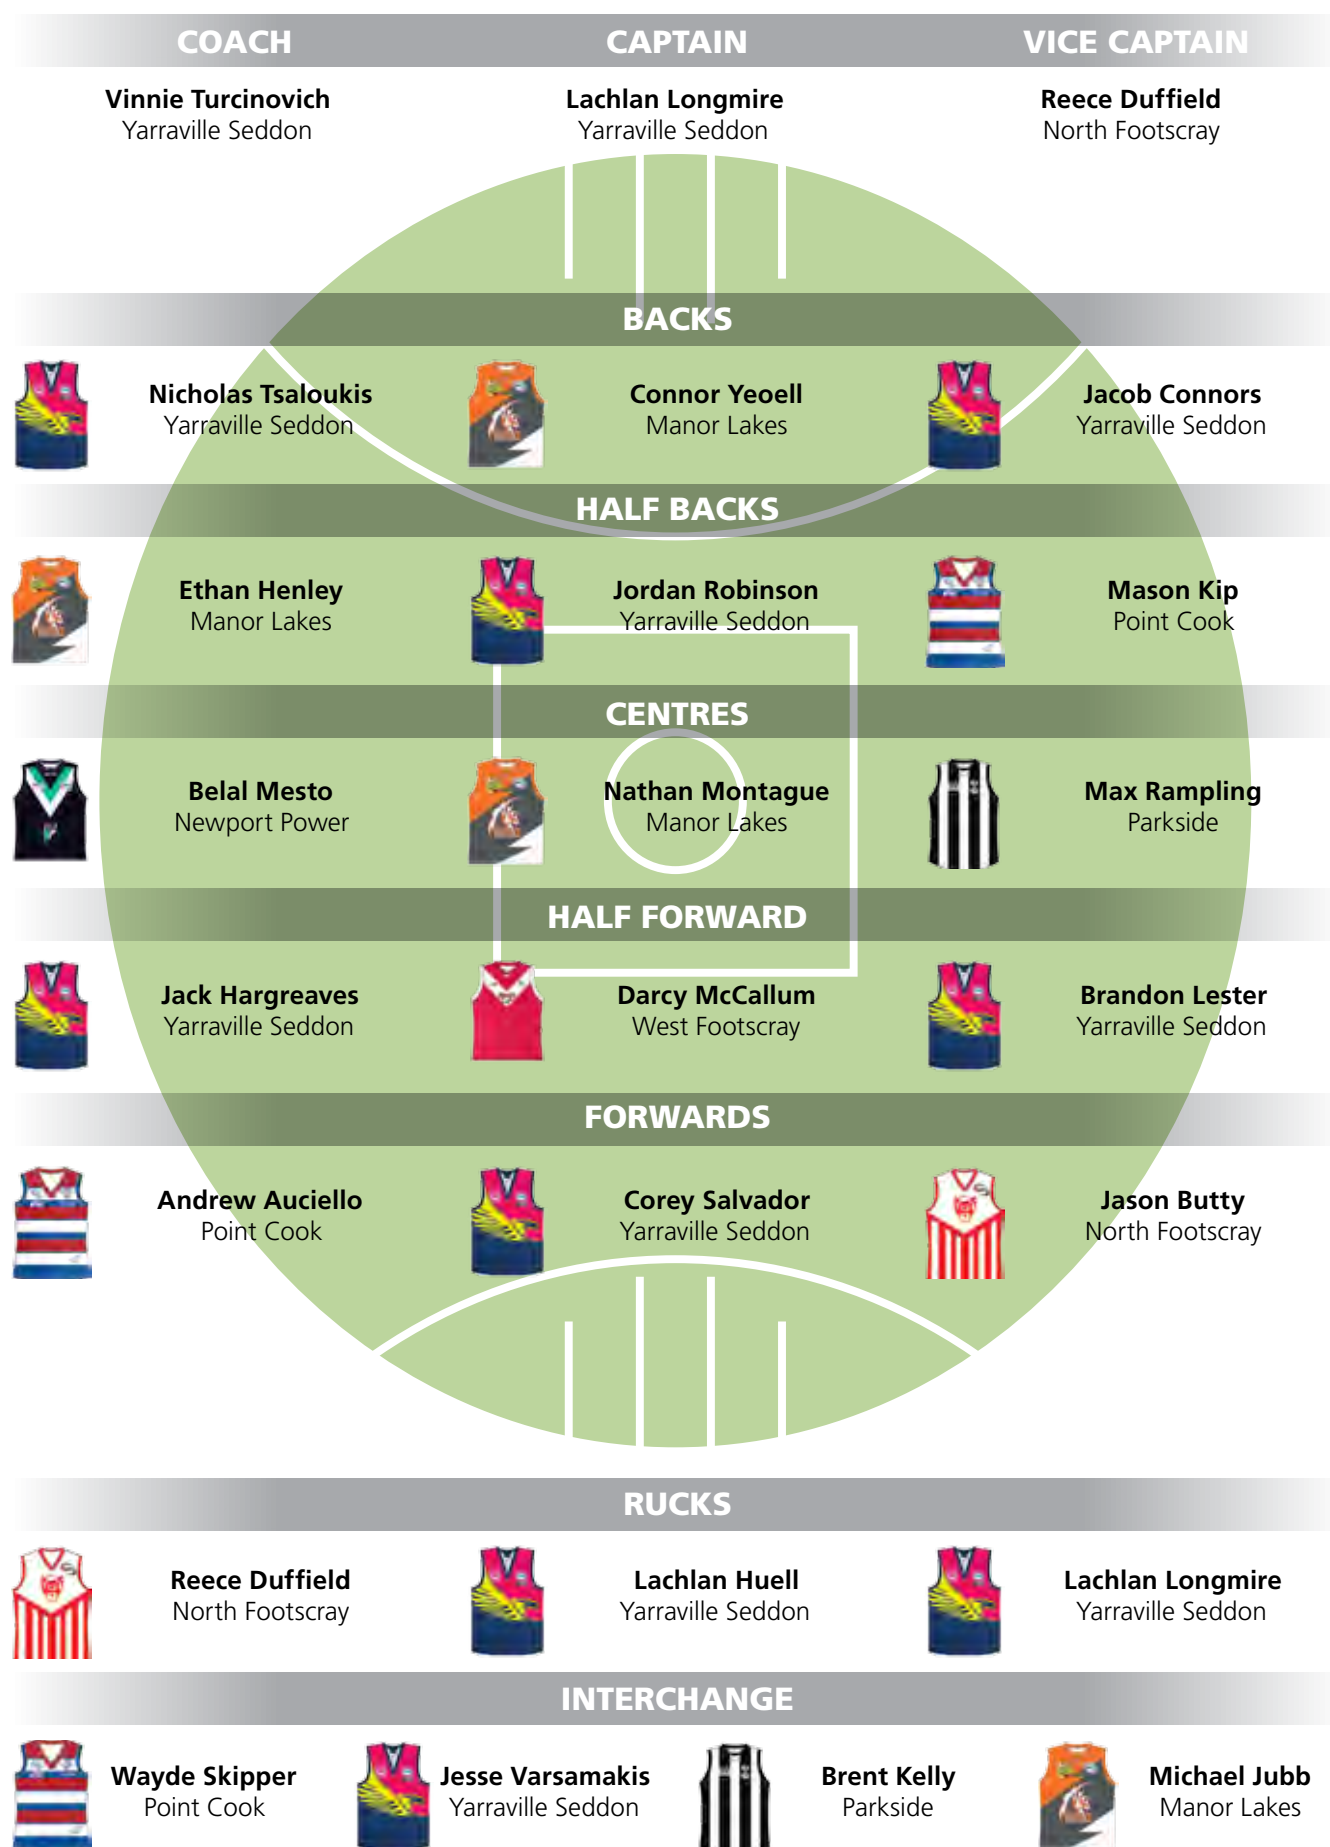 COACH CAPTAIN VICE CAPTAIN
Vinnie Turcinovich Lachlan Longmire Reece Duffield
Yarraville Seddon Yarraville Seddon North Footscray
BACKS
Nicholas Tsaloukis Connor Yeoell Jacob Connors
Yarraville Seddon Manor Lakes Yarraville Seddon
HALF BACKS
Ethan Henley Jordan Robinson Mason Kip
Manor Lakes Yarraville Seddon Point Cook
CENTRES
Belal Mesto Nathan Montague Max Rampling
Newport Power Manor Lakes Parkside
HALF FORWARD
Jack Hargreaves Darcy McCallum Brandon Lester
Yarraville Seddon West Footscray Yarraville Seddon
FORWARDS
Andrew Auciello Corey Salvador Jason Butty
Point Cook Yarraville Seddon North Footscray
RUCKS
Reece Duffield Lachlan Huell Lachlan Longmire
North Footscray Yarraville Seddon Yarraville Seddon
INTERCHANGE
Wayde Skipper Jesse Varsamakis Brent Kelly Michael Jubb
Point Cook Yarraville Seddon Parkside Manor Lakes